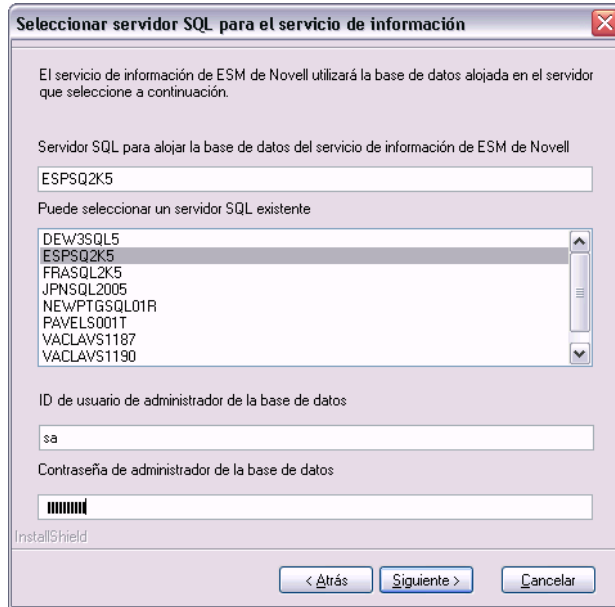 Seleccionar servidor SQL para el servicio de información
El servicio de información de ESM de Novell utilizará la base de datos alojada en el servidor
que seleccione a continuación.
Servidor SQL para alojar la base de datos del servicio de información de ESM de Novell
ESPSQ2K5
Puede seleccionar un servidor SQL existente
DEW3SQL5
ESPSQ2K5
FRASQL2K5
JPNSQL2005
NEWPTGSQL01R
PAVELS001T
VACLAVS1187
VACLAVS1190
ID de usuario de administrador de la base de datos
sa
Contraseña de administrador de la base de datos
InstallShield
< Atrás
Siguiente >
Cancelar